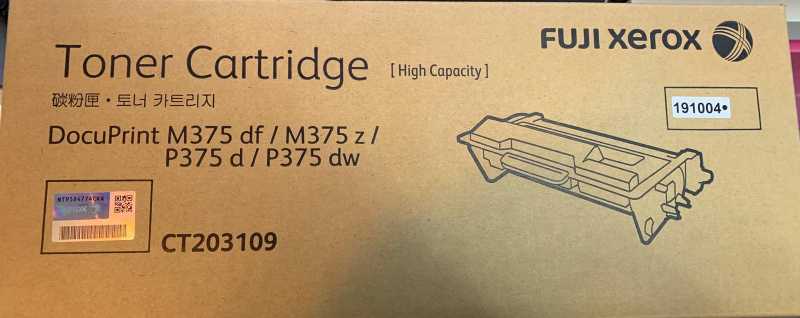 FUJI xerox
Toner Cartridge [High Capacity]
碳粉匣・토너 카트리지
191004•
DocuPrint M375 df / M375 z /
P375 d / P375 dw
xerox
CT203109